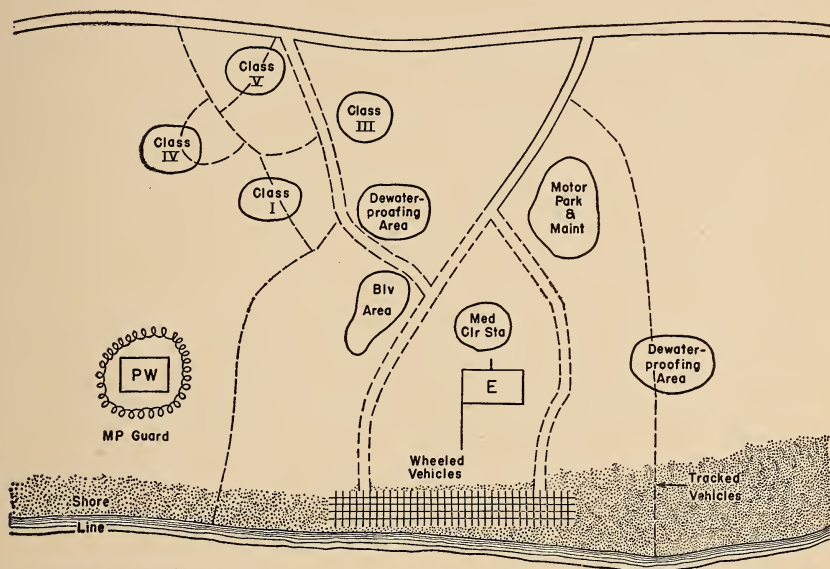 Class
V
Class
III
Class
IV
Class
I
Motor
Park
&
Maint
Dewater-
proofing
Area
Blv
Area
Med
Clr Sta
Dewater-
proofing
Area
PW
E
MP Guard
Wheeled
Vehicles
Tracked
Vehicles
Shore
Line